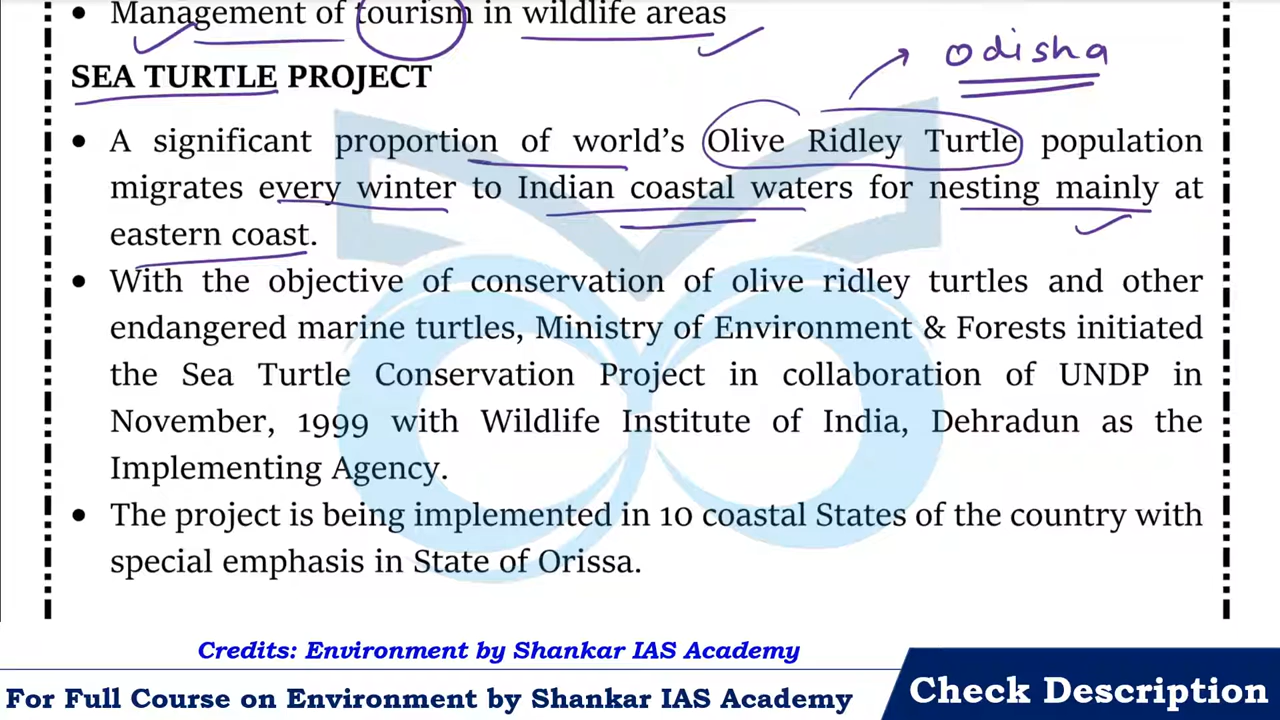 • Management of tourism in wildlife areas
odisha
SEA TURTLE PROJECT
• A significant proportion of world's Olive Ridley Turtle population
migrates every winter to Indian coastal waters for nesting mainly at
eastern coast.
• With the objective of conservation of olive ridley turtles and other
endangered marine turtles, Ministry of Environment & Forests initiated
the Sea Turtle Conservation Project in collaboration of UNDP in
November, 1999 with Wildlife Institute of India, Dehradun as the
Implementing Agency.
• The project is being implemented in 10 coastal States of the country with
special emphasis in State of Orissa.
Credits: Environment by Shankar IAS Academy
For Full Course on Environment by Shankar IAS Academy
Check Description